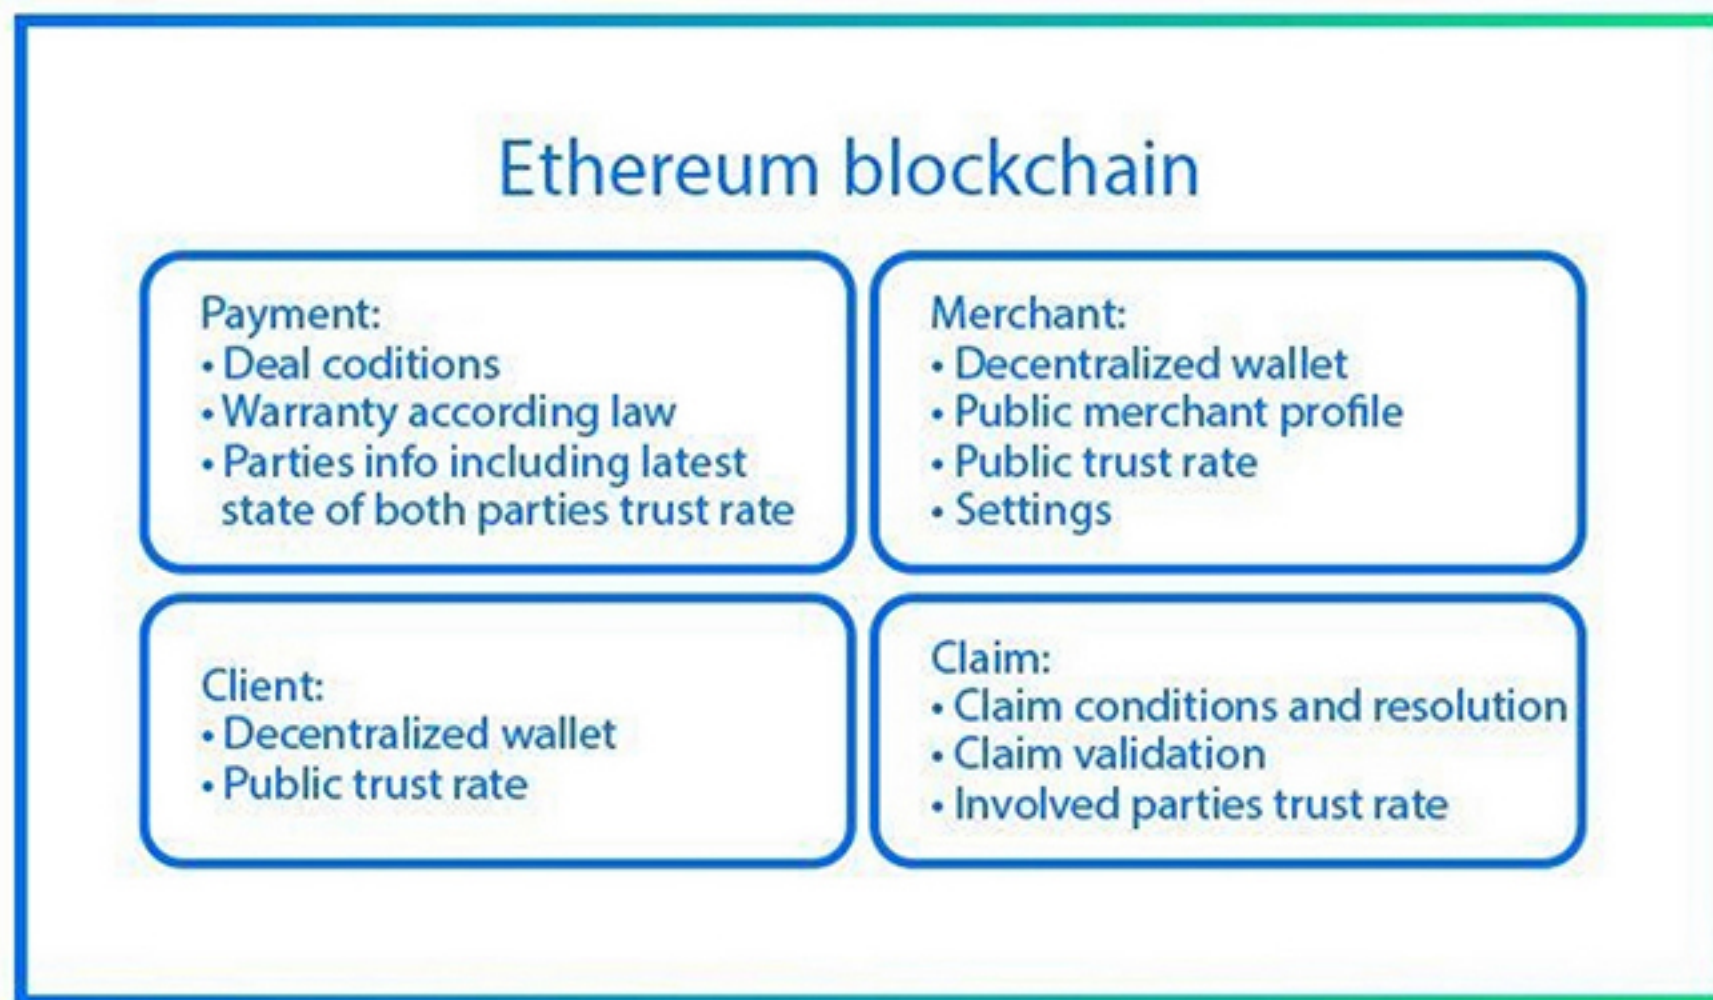 Ethereum blockchain
Payment:
• Deal coditions
• Warranty according law
• Parties info including latest
state of both parties trust rate
Merchant:
• Decentralized wallet
• Public merchant profile
• Public trust rate
• Settings
Client:
• Decentralized wallet
• Public trust rate
Claim:
• Claim conditions and resolution
• Claim validation
• Involved parties trust rate